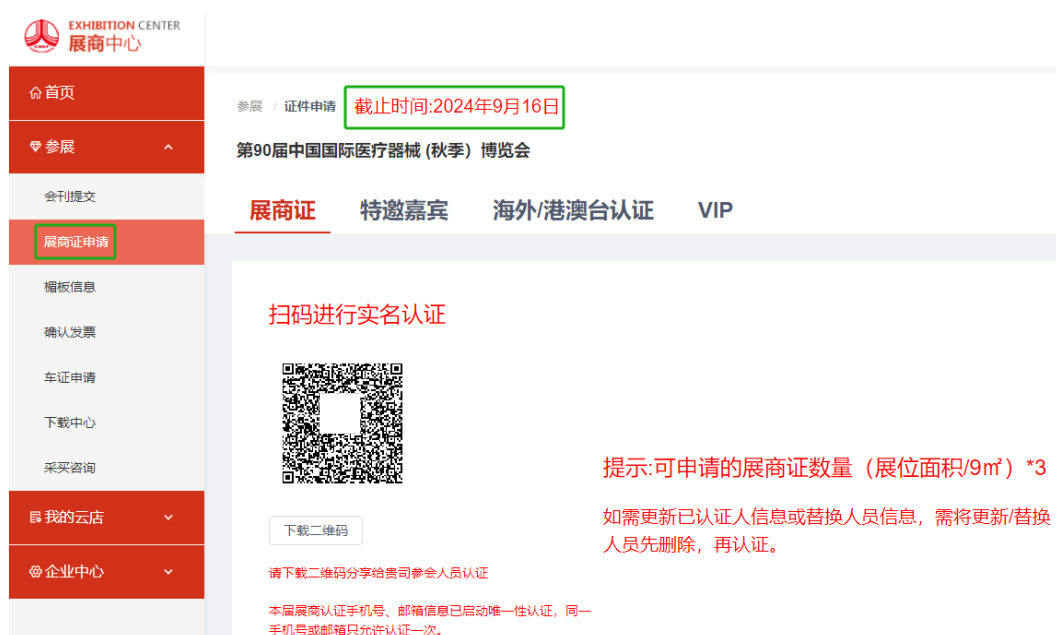 EXHIBITION CENTER
展商中心
首页
参展
会刊提交
展商证申请
楣板信息
确认发票
车证申请
下载中心
采买咨询
我的云店
企业中心
参展 / 证件申请 截止时间:2024年9月16日
第90届中国国际医疗器械 (秋季）博览会
展商证 特邀嘉宾 海外/港澳台认证 VIP
扫码进行实名认证
下载二维码
请下载二维码分享给贵司参会人员认证
本届展商认证手机号、邮箱信息已启动唯一性认证，同一
手机号或邮箱只允许认证一次。
提示:可申请的展商证数量（展位面积/9㎡）*3
如需更新已认证人信息或替换人员信息，需将更新/替换
人员先删除，再认证。